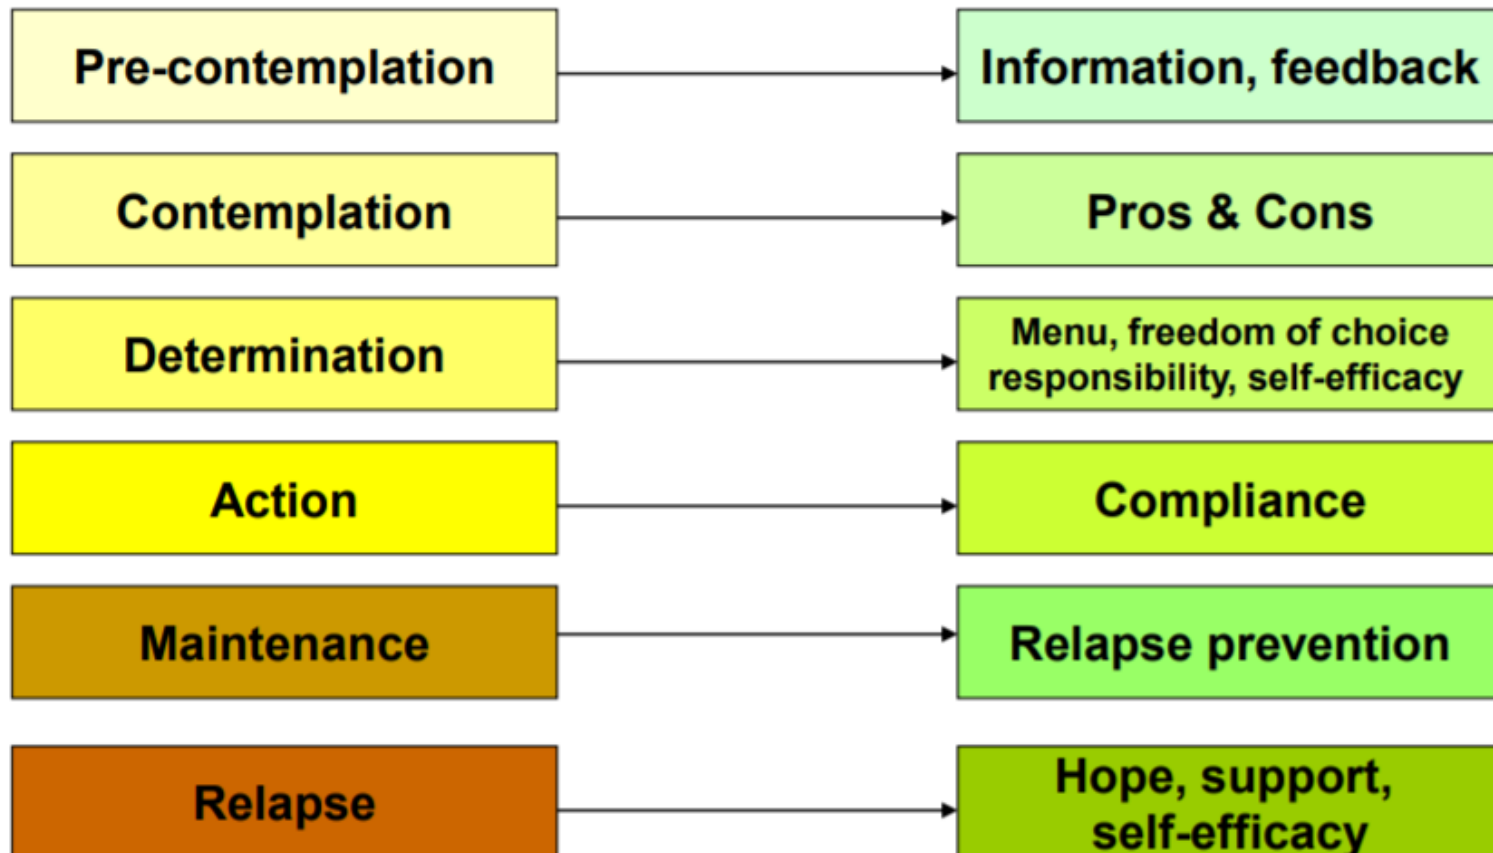 Pre-contemplation
Information, feedback
Contemplation
Pros & Cons
Determination
Menu, freedom of choice
responsibility, self-efficacy
Action
Compliance
Maintenance
Relapse prevention
Relapse
Hope, support,
self-efficacy